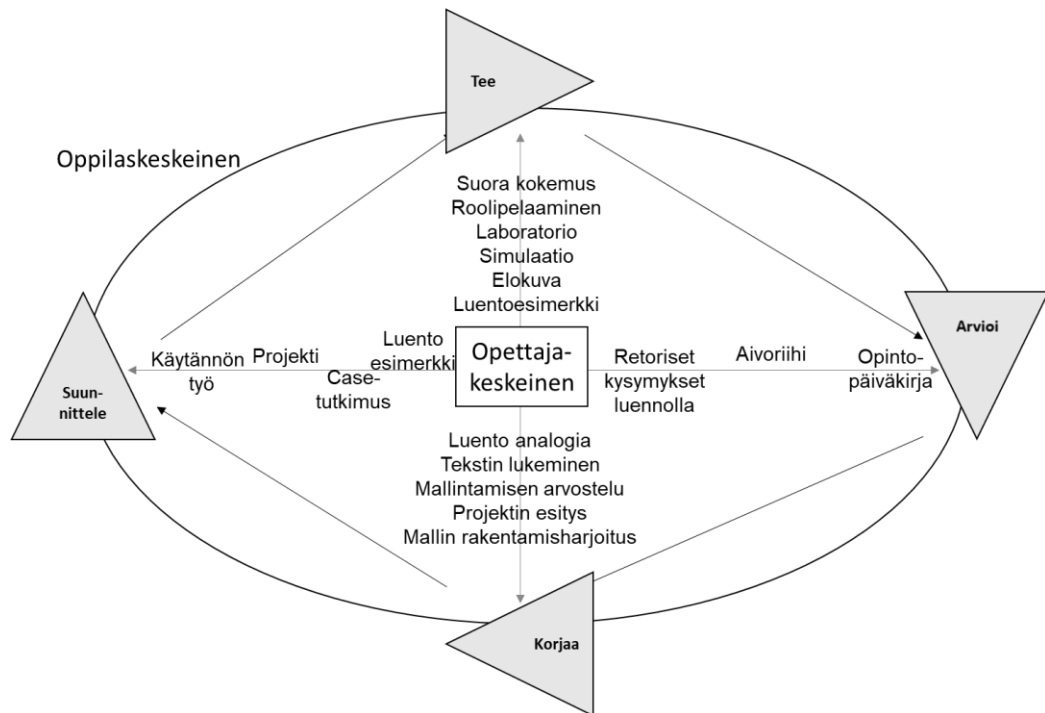 Tee
Oppilaskeskeinen
Suora kokemus
Roolipelaaminen
Laboratorio
Simulaatio
Elokuva
Luentoesimerkki
Arvioi
Suun-
nittele
Käytännön
työ
Projekti
Case-
tutkimus
Luento
esimerkki
Opettaja-
keskeinen
Retoriset
kysymykset
luennolla
Aivoriihi
Opinto-
päiväkirja
Luento analogia
Tekstin lukeminen
Mallintamisen arvostelu
Projektin esitys
Mallin rakentamisharjoitus
Korjaa